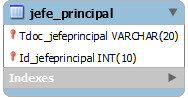 jefe_principal
Tdoc_jefeprincipal VARCHAR(20)
Id_jefeprincipal INT(10)
Indexes